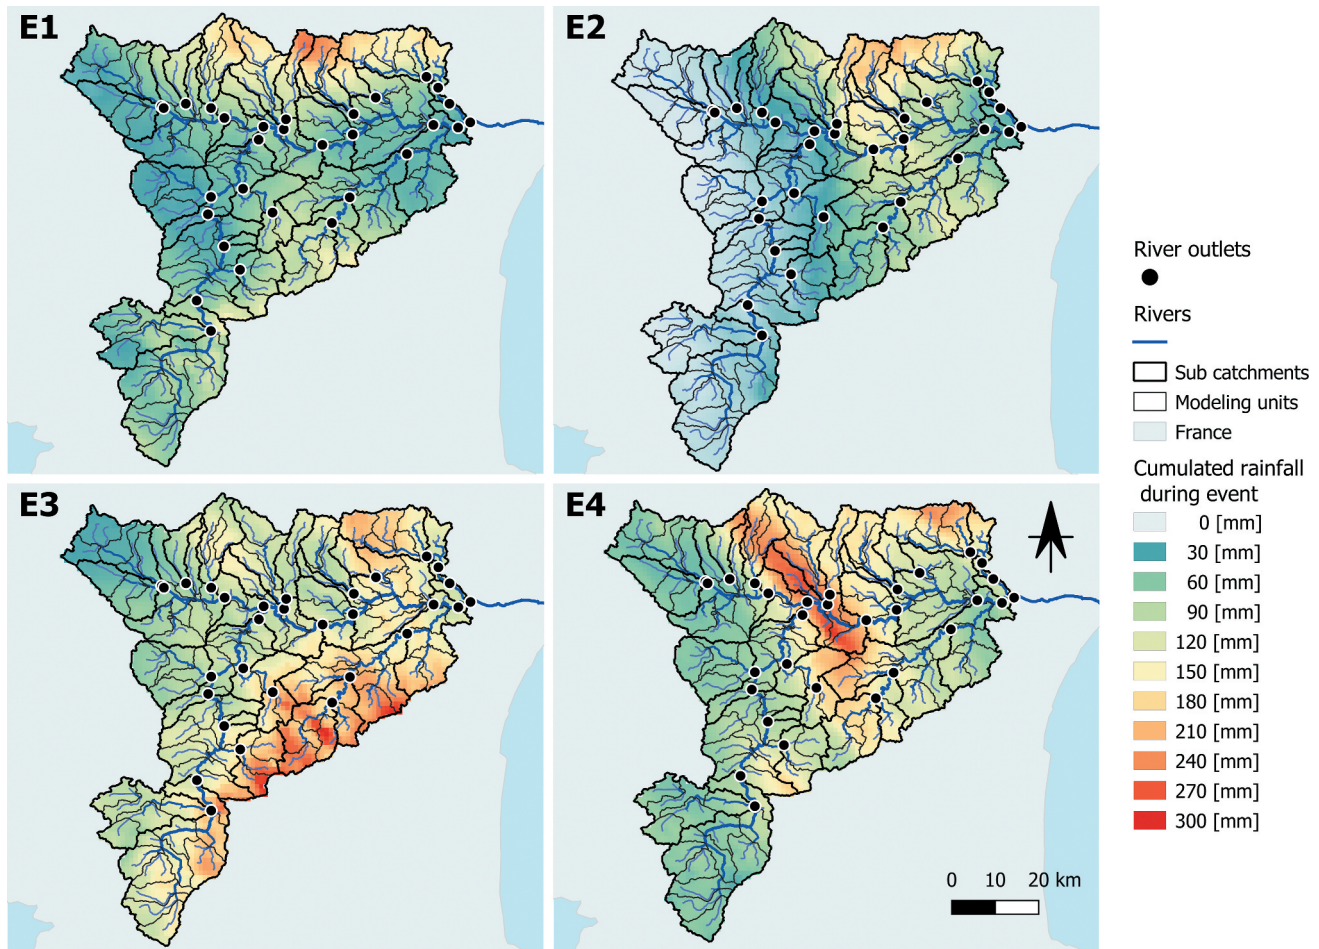 E1
E2
E3
E4
0 10 20 km
River outlets
Rivers
Sub catchments
Modeling units
France
Cumulated rainfall
during event
0 [mm]
30 [mm]
60 [mm]
90 [mm]
120 [mm]
150 [mm]
180 [mm]
210 [mm]
240 [mm]
270 [mm]
300 [mm]